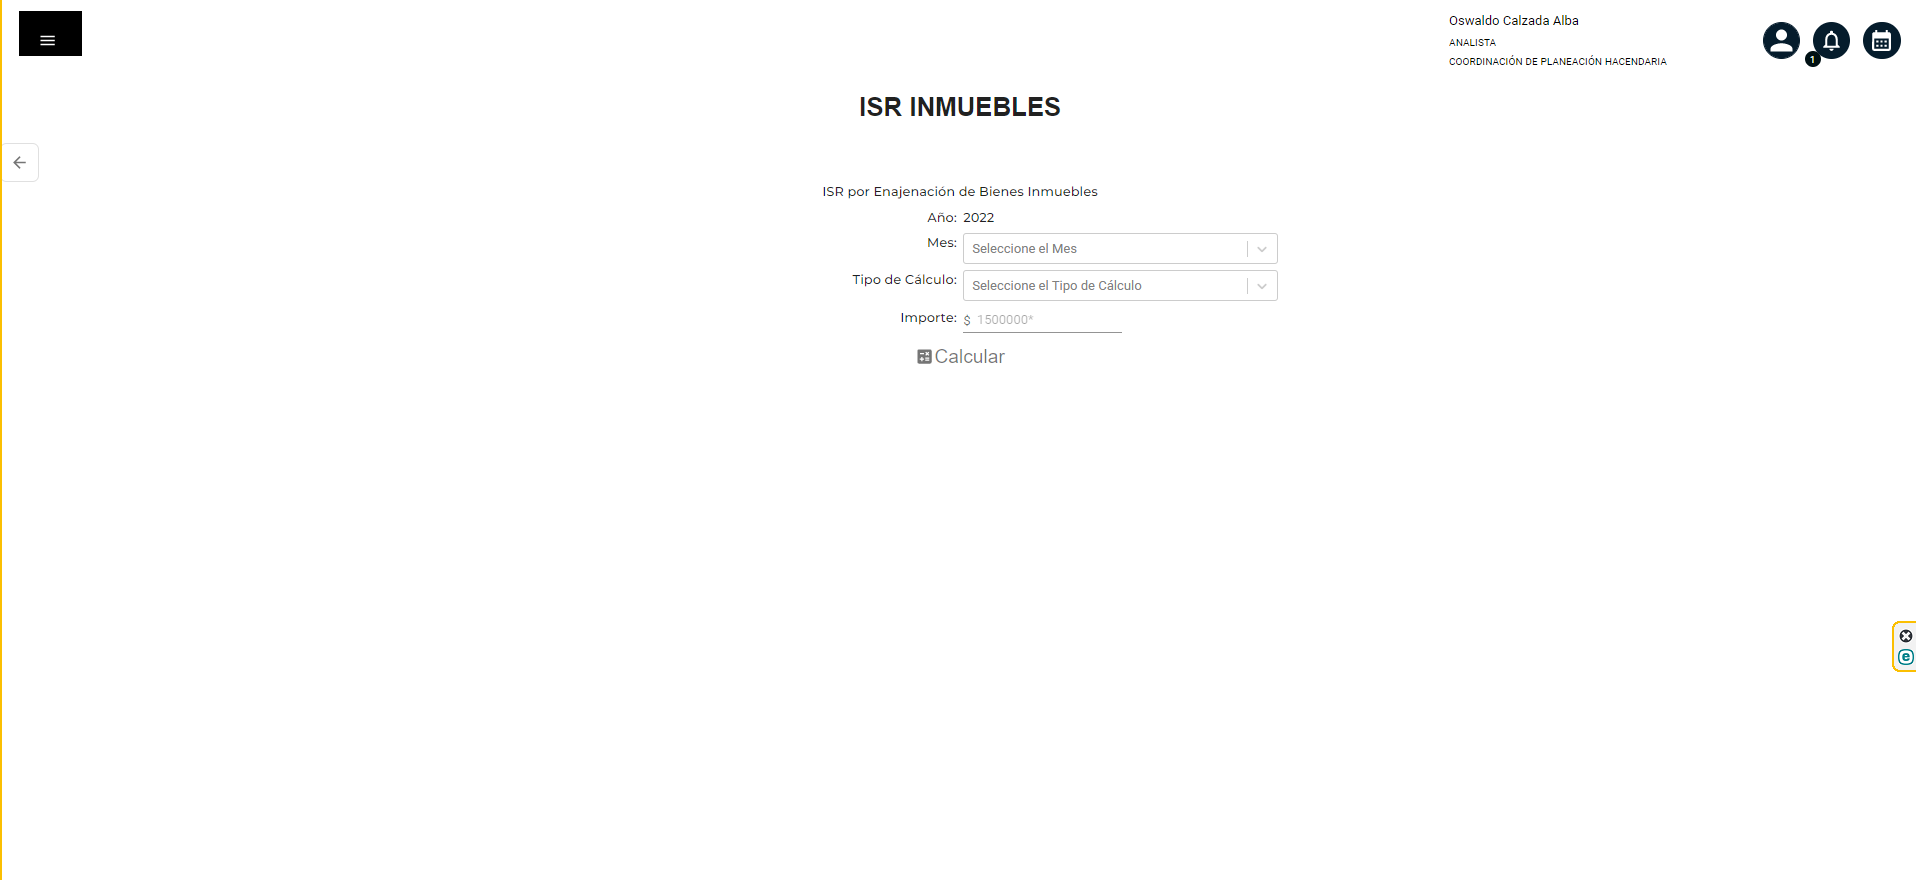 Oswaldo Calzada Alba
ANALISTA
COORDINACIÓN DE PLANEACIÓN HACENDARIA
1
ISR INMUEBLES
ISR por Enajenación de Bienes Inmuebles
Año: 2022
Mes: Seleccione el Mes
Tipo de Cálculo: Seleccione el Tipo de Cálculo
Importe: $ 1500000*
Calcular
e